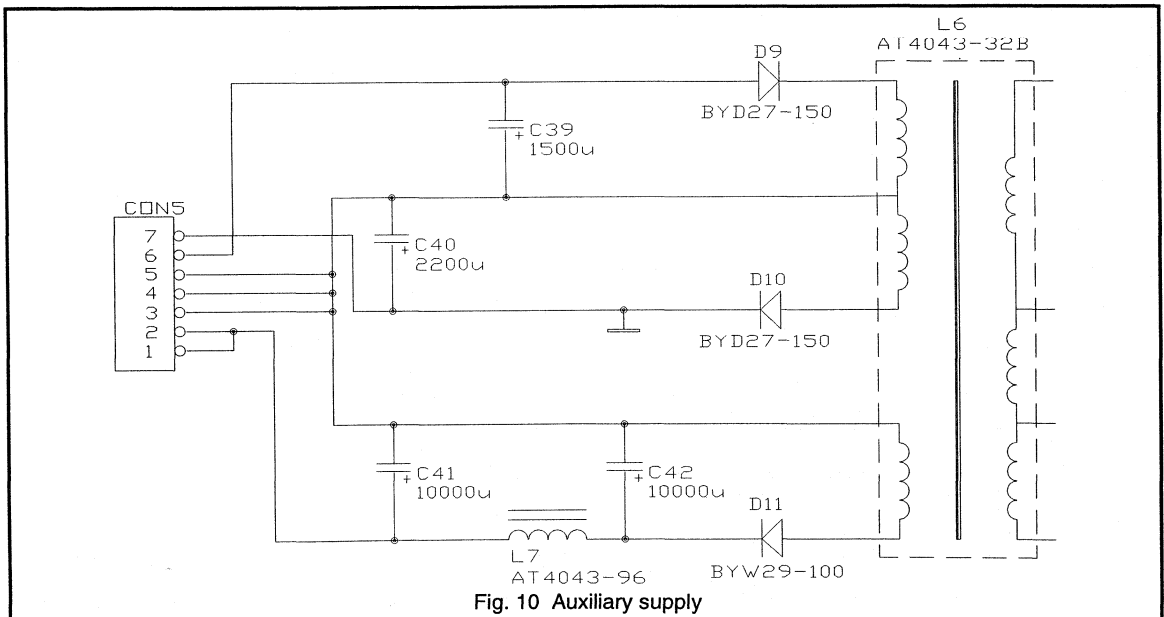 L6
AT4043-32B
D9
BYD27-150
+
C39
1500u
CON5
7
6
5
4
3
2
1
+
C40
2200u
D10
BYD27-150
+
C41
10000u
+
C42
10000u
D11
BYW29-100
L7
AT4043-96
Fig. 10 Auxiliary supply